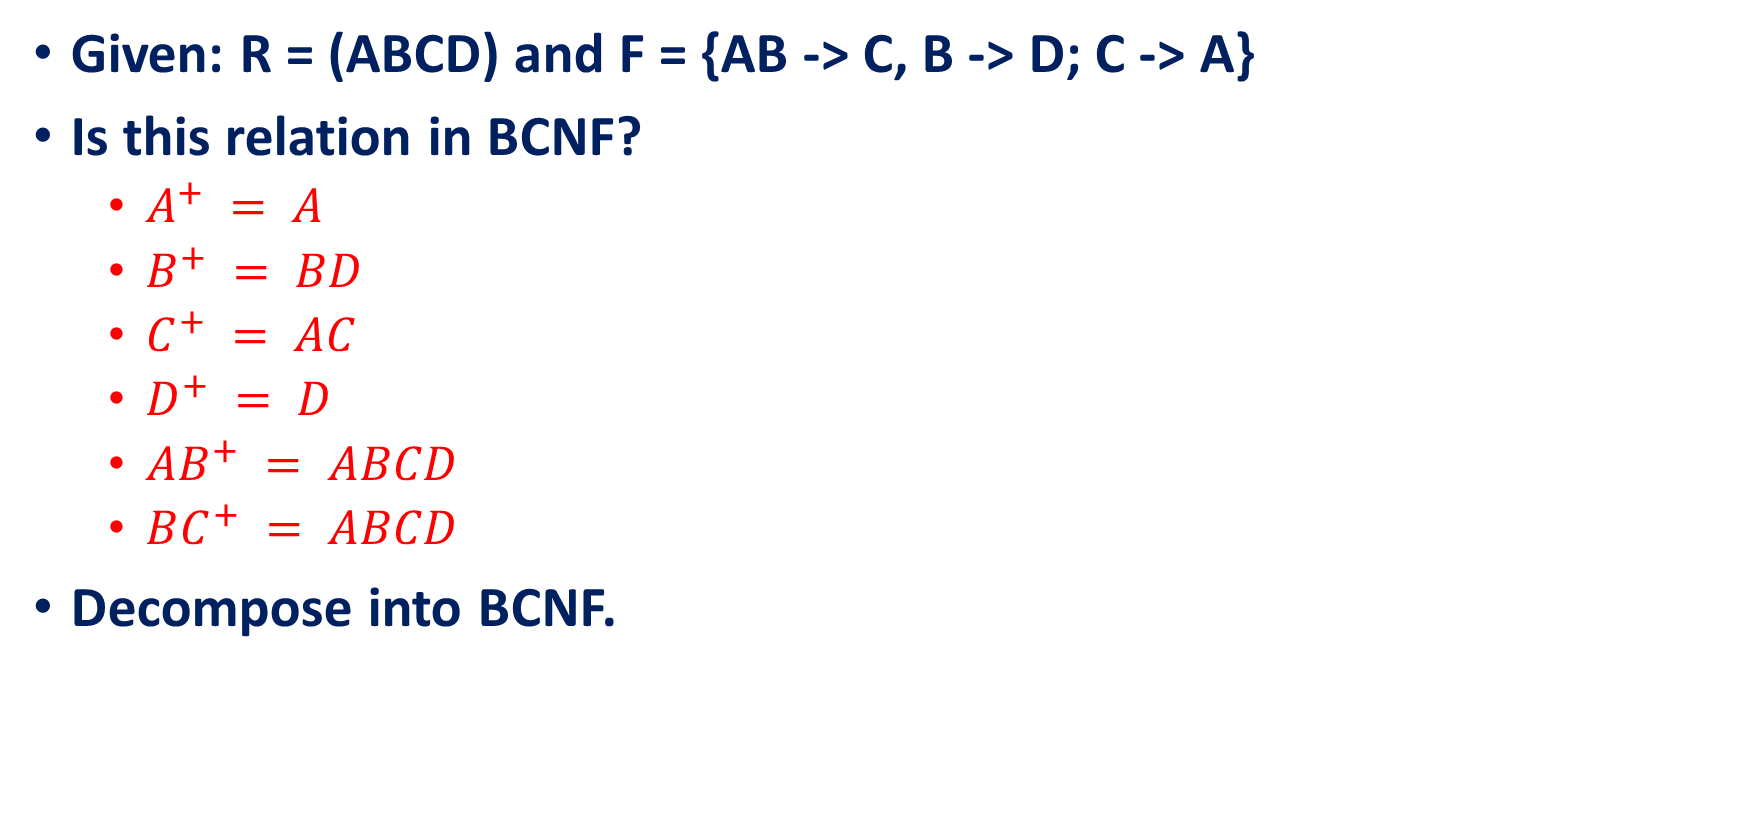 • Given: R = (ABCD) and F = {AB -> C, B -> D; C -> A}
• Is this relation in BCNF?
• A⁺ = A
• B⁺ = BD
• C⁺ = AC
• D⁺ = D
• AB⁺ = ABCD
• BC⁺ = ABCD
• Decompose into BCNF.